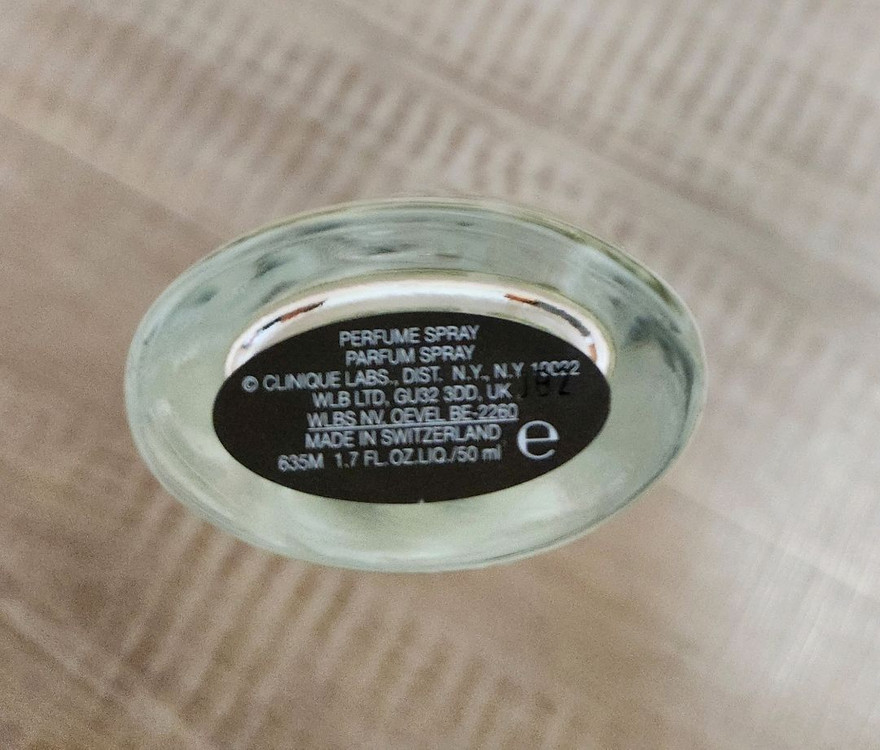 PERFUME SPRAY
PARFUM SPRAY
© CLINIQUE LABS., DIST. N.Y., N.Y 10022
WLB LTD, GU32 3DD, UK
WLBS NV, OEVEL BE-2260
MADE IN SWITZERLAND
635M 1.7 FL.OZ.LIQ./50 ml e